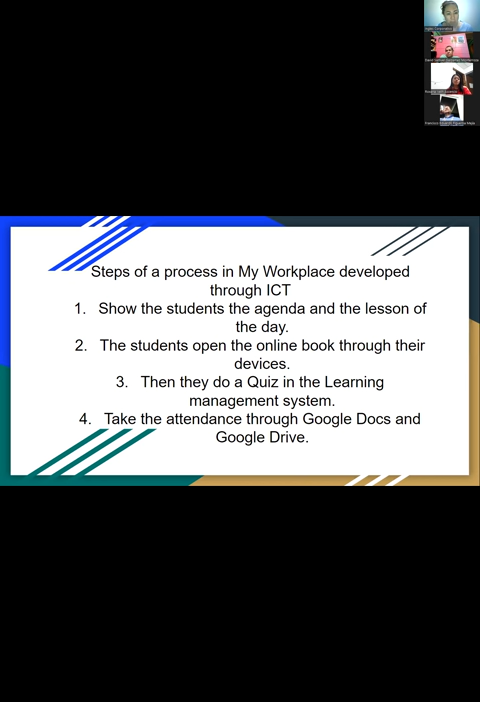 Steps of a process in My Workplace developed
through ICT
1. Show the students the agenda and the lesson of
the day.
2. The students open the online book through their
devices.
3. Then they do a Quiz in the Learning
management system.
4. Take the attendance through Google Docs and
Google Drive.